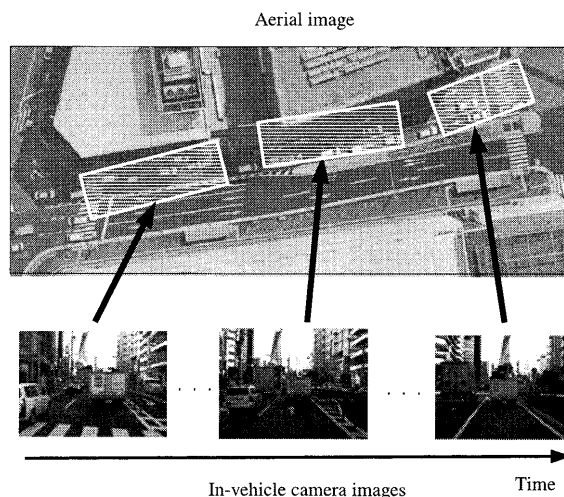 Aerial image
. . .
. . .
In-vehicle camera images
Time